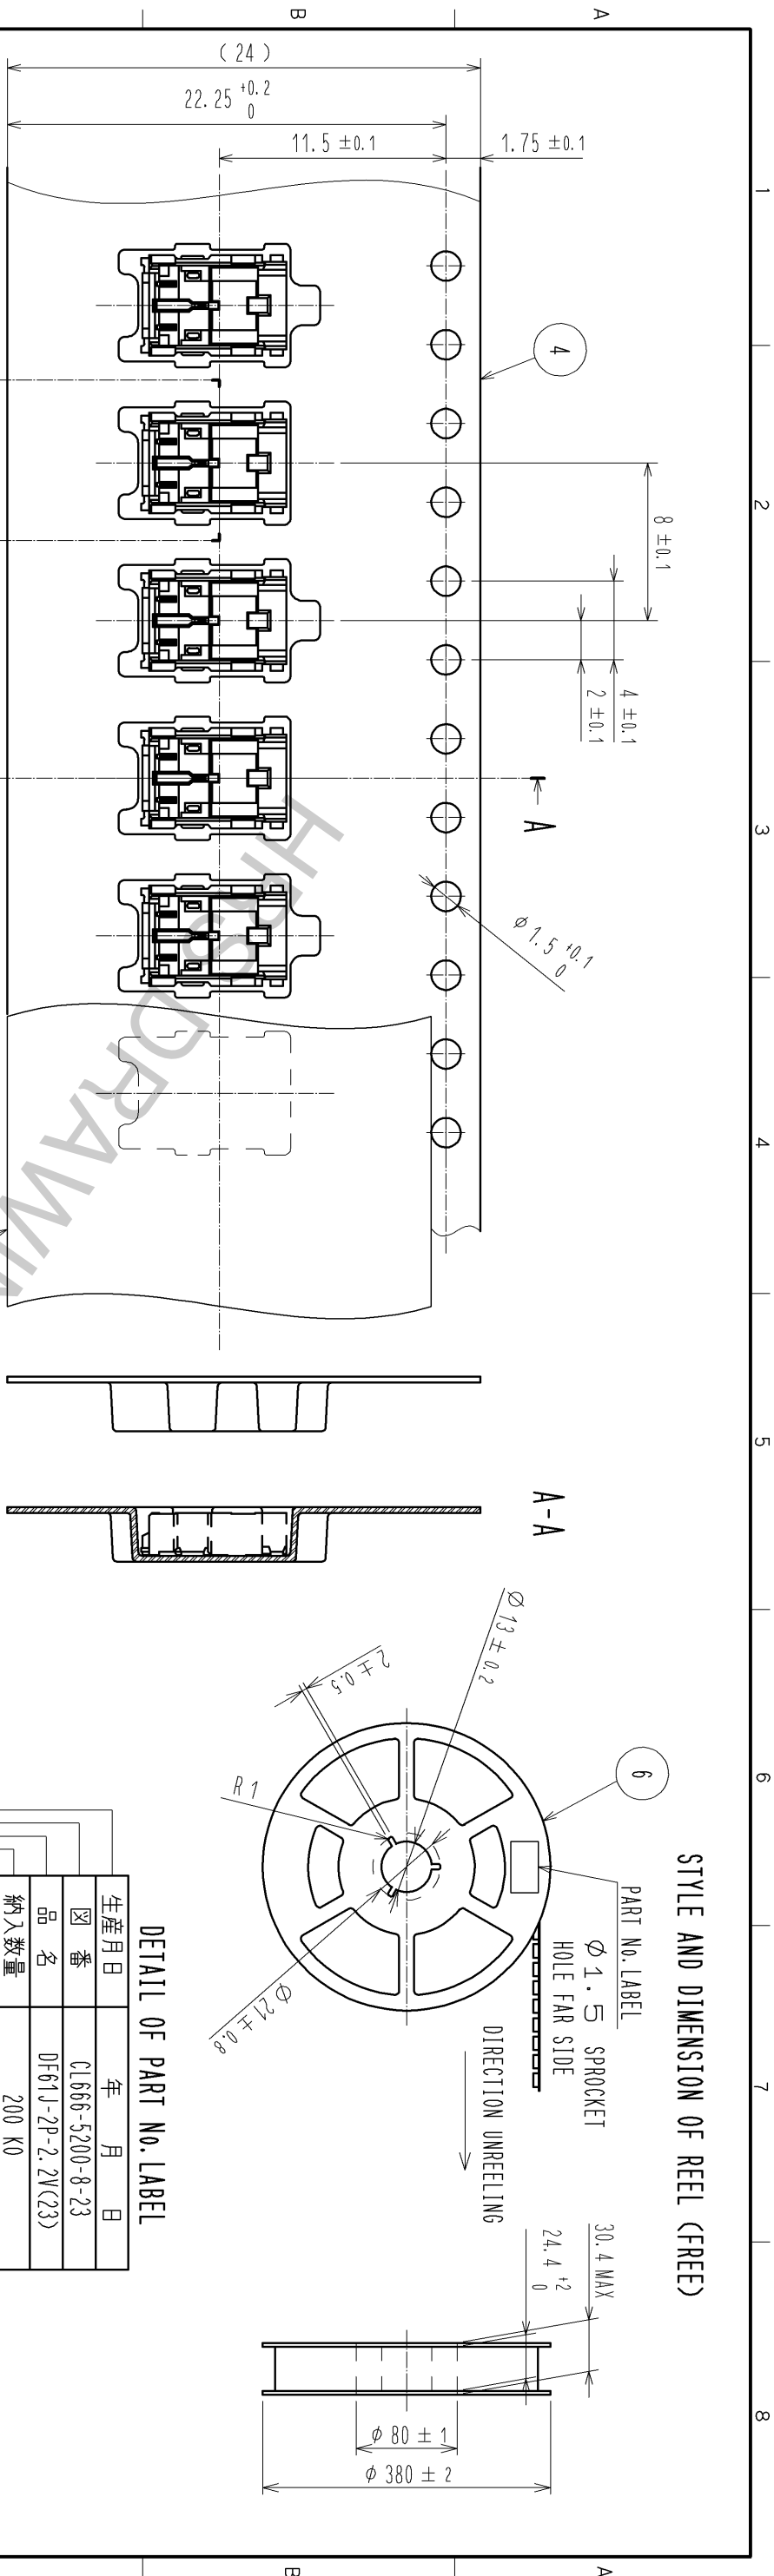 1
2
3
4
5
6
7
8
A
A
B
B
( 24 )
22.25 +0.2
0
11.5 ±0.1
1.75 ±0.1
4
8 ±0.1
4 ±0.1
2 ±0.1
A
φ1.5 +0.1
0
HRS DRAWIN
A-A
STYLE AND DIMENSION OF REEL (FREE)
6
Ø13±0.2
2±0.5
R1
Ø21±0.8
PART No.LABEL
Ø1.5 SPROCKET
HOLE FAR SIDE
DIRECTION UNREELING
30.4 MAX
24.4 +2
0
φ80±1
φ380±2
DETAIL OF PART No.LABEL
生産月日 年 月 日
図 番 CL666-5200-8-23
品 名 DF61J-2P-2.2V(23)
納入数量 200 KO